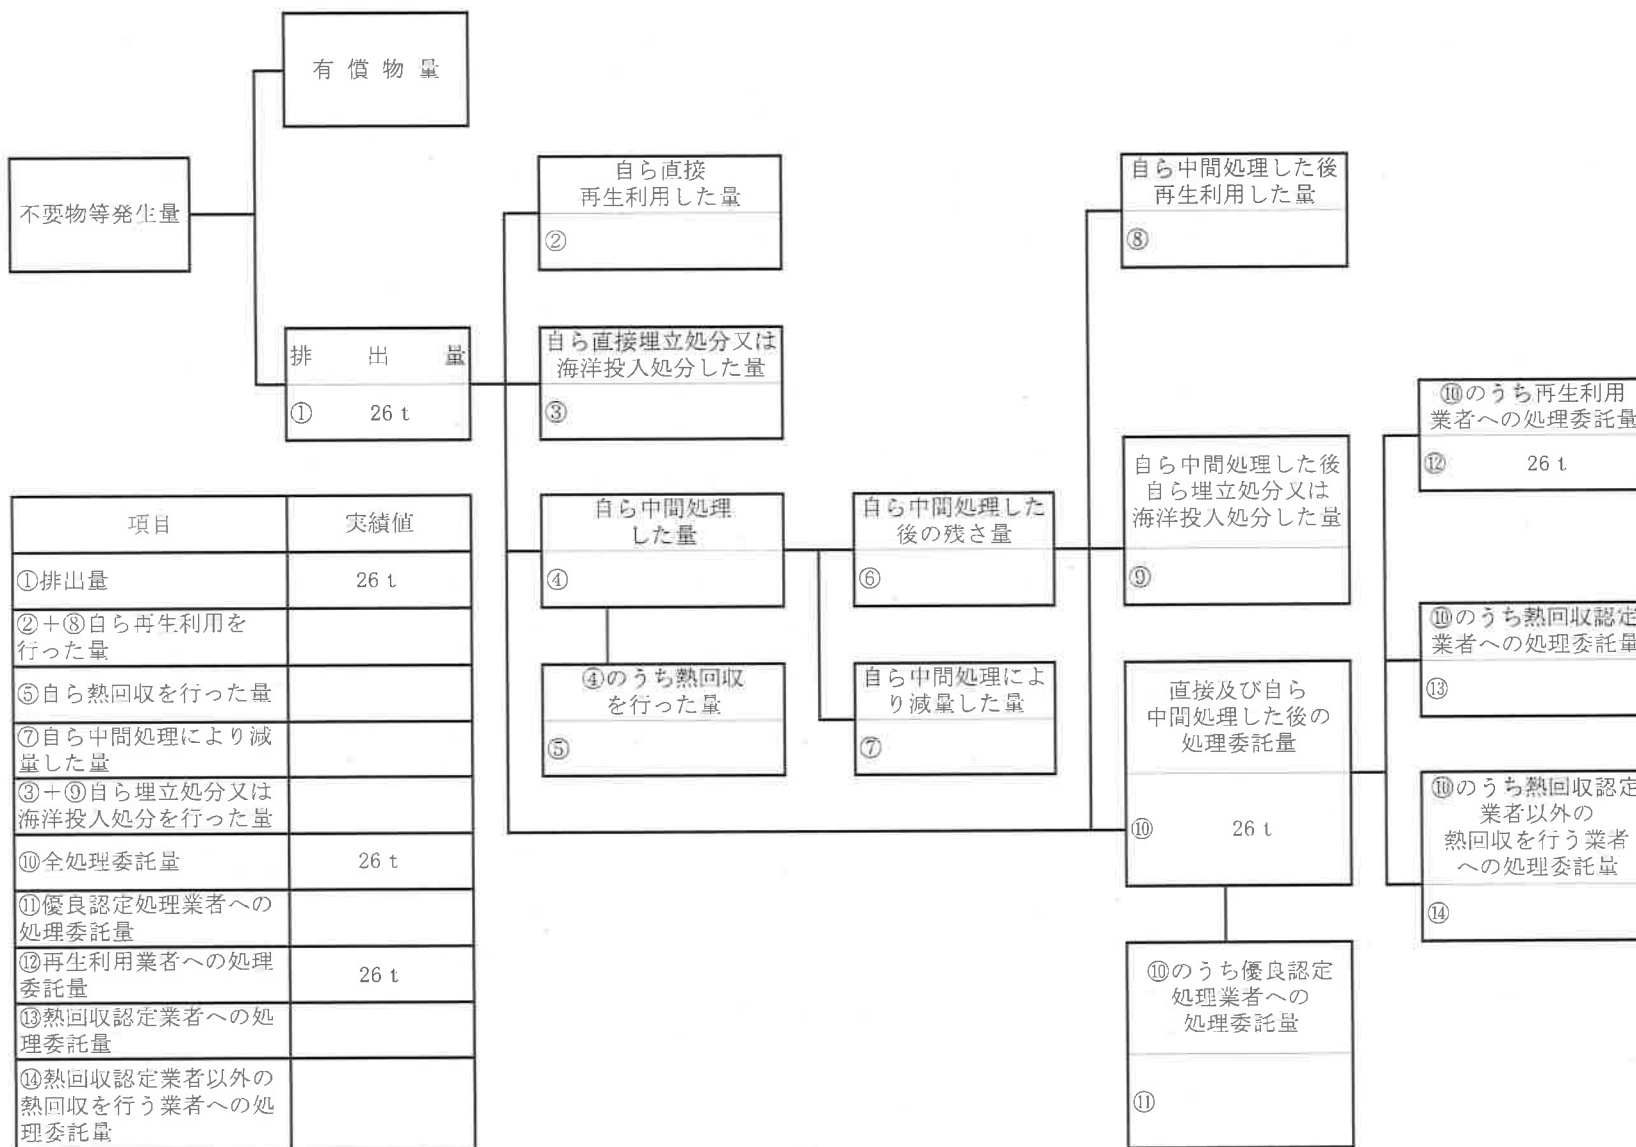 有償物量
不要物等発生量
排出量
① 26 t
自ら直接
再生利用した量
②
自ら直接埋立処分又は
海洋投入処分した量
③
自ら中間処理
した量
④
④のうち熱回収
を行った量
⑤
自ら中間処理した
後の残さ量
⑥
自ら中間処理によ
り減量した量
⑦
自ら中間処理した後
再生利用した量
⑧
自ら中間処理した後
自ら埋立処分又は
海洋投入処分した量
⑨
直接及び自ら
中間処理した後の
処理委託量
⑩ 26 t
⑩のうち優良認定
処理業者への
処理委託量
⑪
⑩のうち再生利用
業者への処理委託量
⑫ 26 t
⑩のうち熱回収認定
業者への処理委託量
⑬
⑩のうち熱回収認定
業者以外の
熱回収を行う業者
への処理委託量
⑭
項目 実績値
①排出量 26 t
②+⑧自ら再生利用を
行った量
⑤自ら熱回収を行った量
⑦自ら中間処理により減
量した量
③+⑨自ら埋立処分又は
海洋投入処分を行った量
⑩全処理委託量 26 t
⑪優良認定処理業者への
処理委託量
⑫再生利用業者への処理
委託量 26 t
⑬熱回収認定業者への処
理委託量
⑭熱回収認定業者以外の
熱回収を行う業者への処
理委託量